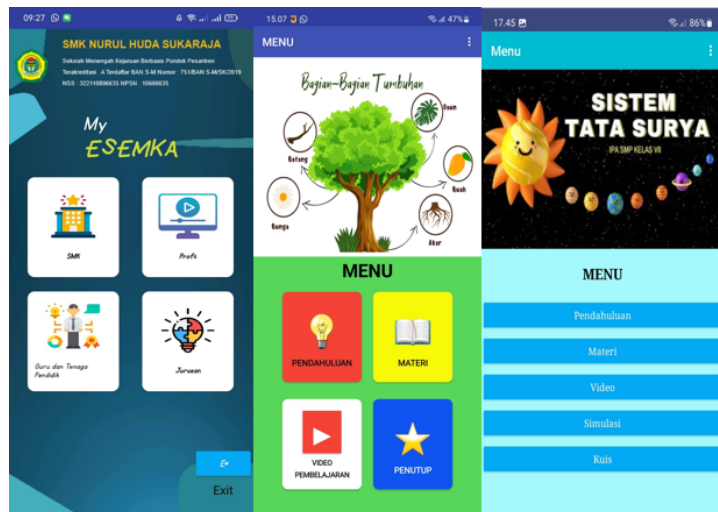 09:27
SMK NURUL HUDA SUKARAJA
Sekolah Menengah Kejuruan Berbasis Pondok Pesantren
Terakreditasi : A Terdaftar BAN S-M Nomor : 751/BAN S-M/SK/2019
NSS : 322110806635 NPSN : 10606635
My
ESEMKA
SMK
Profs
Guru dan Tenaga
Pendidik
Jurusan
Exit
15.07
47%
MENU
Bagian-Bagian Tumbuhan
Daun
Batang
Buah
Bunga
Akar
MENU
PENDAHULUAN
MATERI
VIDEO
PEMBELAJARAN
PENUTUP
17.45
86%
Menu
SISTEM
TATA SURYA
IPA SMP KELAS VII
MENU
Pendahuluan
Materi
Video
Simulasi
Kuis